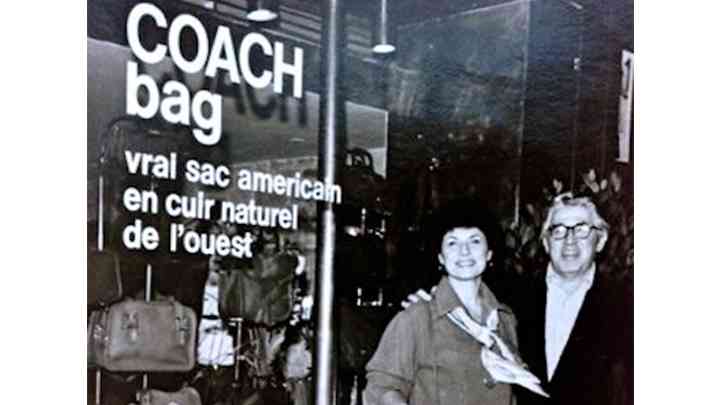 COACH
bag
vrai sac americain
en cuir naturel
de l'ouest